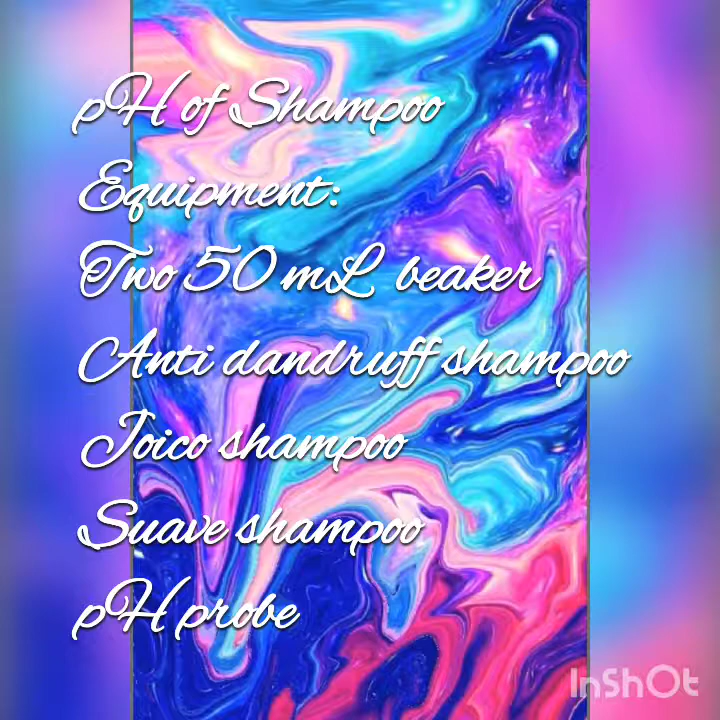 pH of Shampoo
Equipment:
Two 50 mL beaker
Anti dandruff shampoo
Joico shampoo
Suave shampoo
pH probe
InShOt